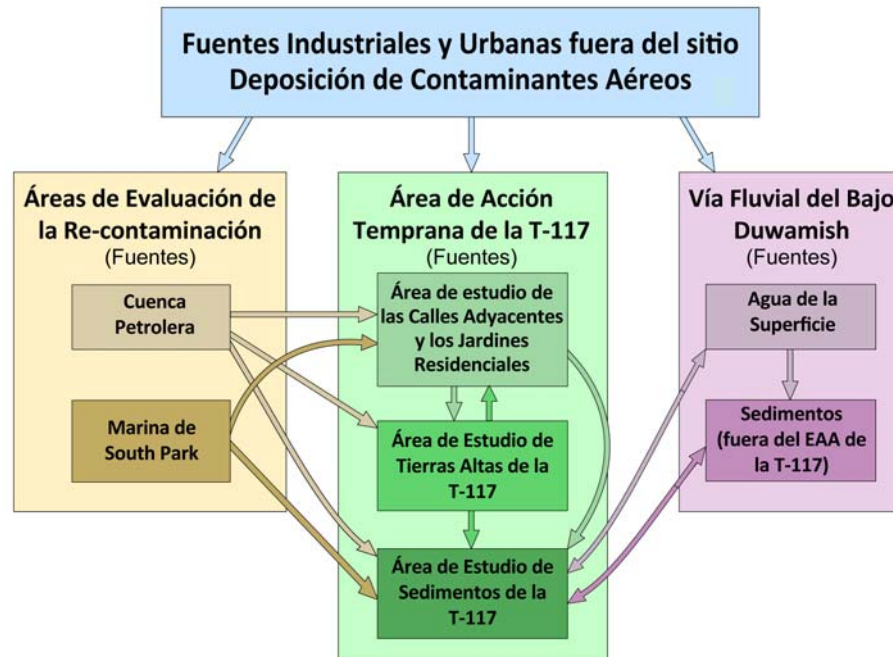 Fuentes Industriales y Urbanas fuera del sitio
Deposición de Contaminantes Aéreos
Áreas de Evaluación de
la Re-contaminación
(Fuentes)
Cuenca
Petrolera
Marina de
South Park
Área de Acción
Temprana de la T-117
(Fuentes)
Área de estudio de
las Calles Adyacentes
y los Jardines
Residenciales
Área de Estudio de
Tierras Altas de la
T-117
Área de Estudio de
Sedimentos de la
T-117
Vía Fluvial del Bajo
Duwamish
(Fuentes)
Agua de la
Superficie
Sedimentos
(fuera del EAA de
la T-117)